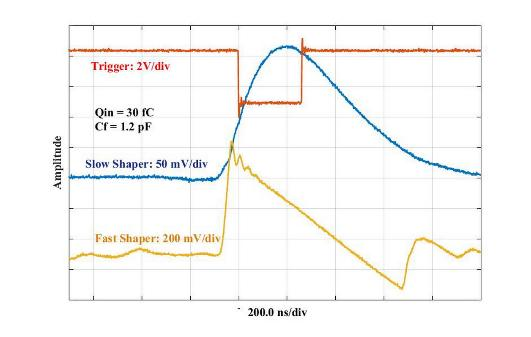 Trigger: 2V/div
Qin = 30 fC
Cf = 1.2 pF
Slow Shaper: 50 mV/div
Amplitude
Fast Shaper: 200 mV/div
200.0 ns/div